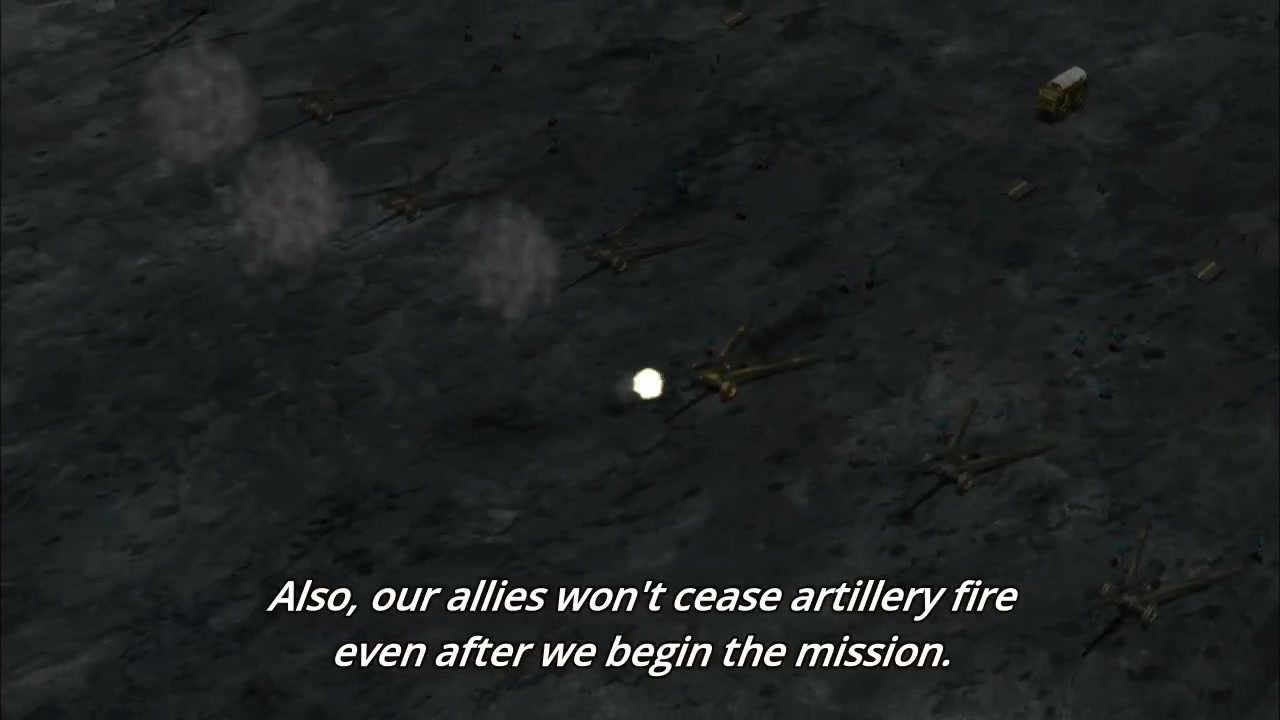 Also, our allies won't cease artillery fire
even after we begin the mission.